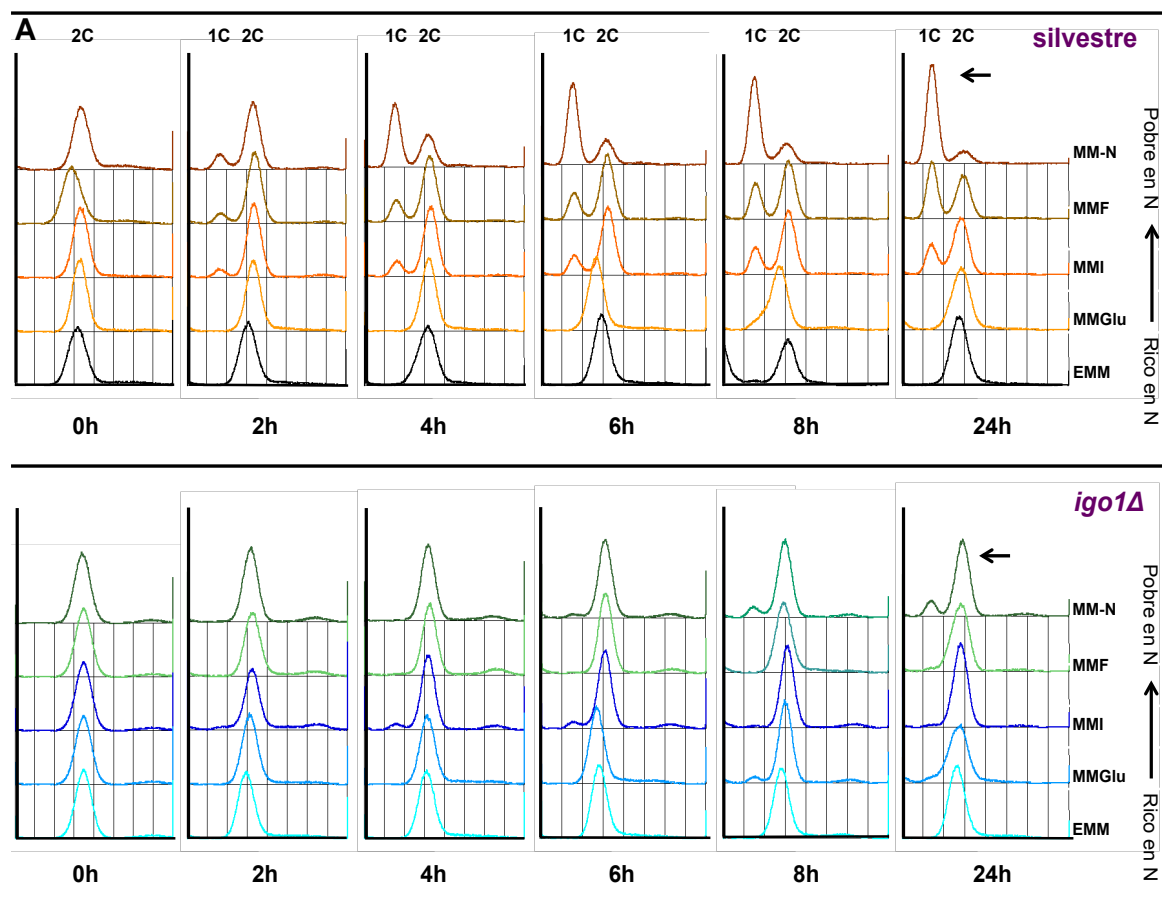 A
2C
1C 2C
1C 2C
1C 2C
1C 2C
1C 2C
silvestre
MM-N
MMF
MMI
MMGlu
EMM
Pobre en N
Rico en N
0h
2h
4h
6h
8h
24h
igo1Δ
MM-N
MMF
MMI
MMGlu
EMM
Pobre en N
Rico en N
0h
2h
4h
6h
8h
24h